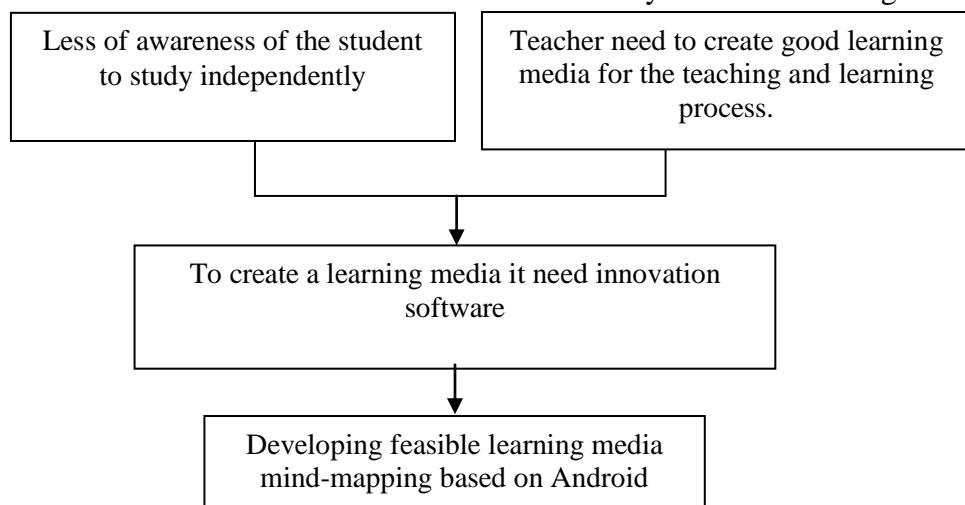 Less of awareness of the student
to study independently
Teacher need to create good learning
media for the teaching and learning
process.
To create a learning media it need innovation
software
Developing feasible learning media
mind-mapping based on Android